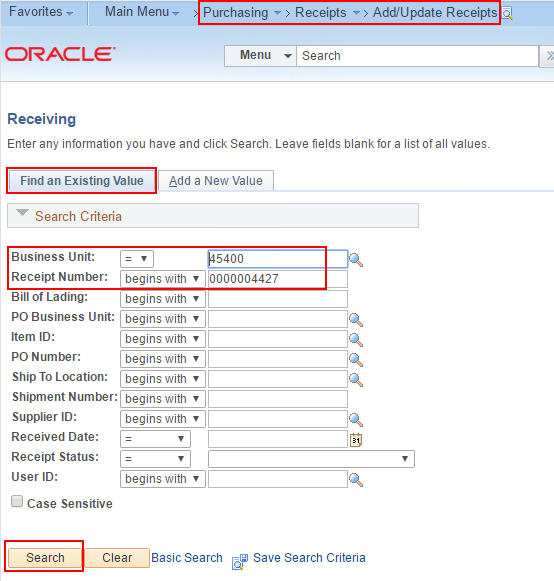 Favorites Main Menu > Purchasing > Receipts > Add/Update Receipts
ORACLE
Menu Search
Receiving
Enter any information you have and click Search. Leave fields blank for a list of all values.
Find an Existing Value Add a New Value
Search Criteria
Business Unit: = 45400
Receipt Number: begins with 0000004427
Bill of Lading: begins with
PO Business Unit: begins with
Item ID: begins with
PO Number: begins with
Ship To Location: begins with
Shipment Number: begins with
Supplier ID: begins with
Received Date: = 31
Receipt Status: =
User ID: begins with
Case Sensitive
Search Clear Basic Search Save Search Criteria